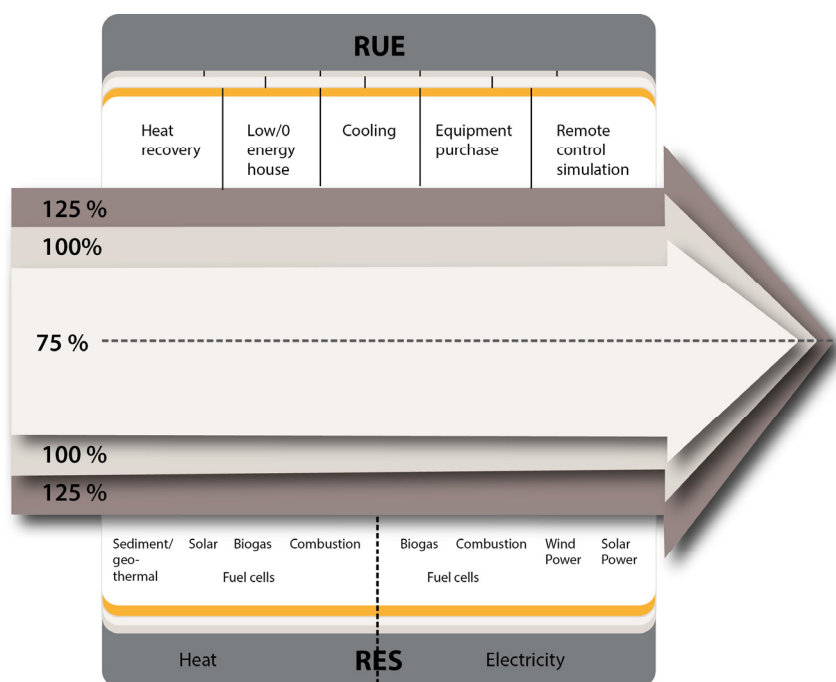 RUE
Heat
recovery
Low/0
energy
house
Cooling
Equipment
purchase
Remote
control
simulation
125 %
100%
75 %
100 %
125 %
Sediment/
geo-
thermal
Solar
Biogas
Combustion
Fuel cells
Biogas
Combustion
Wind
Power
Solar
Power
Fuel cells
Heat
RES
Electricity